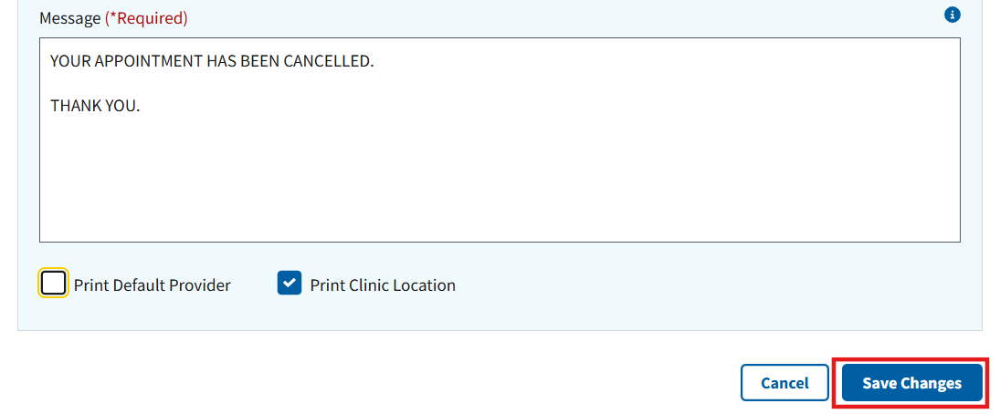 Message (*Required)
YOUR APPOINTMENT HAS BEEN CANCELLED.
THANK YOU.
Print Default Provider
Print Clinic Location
Cancel
Save Changes